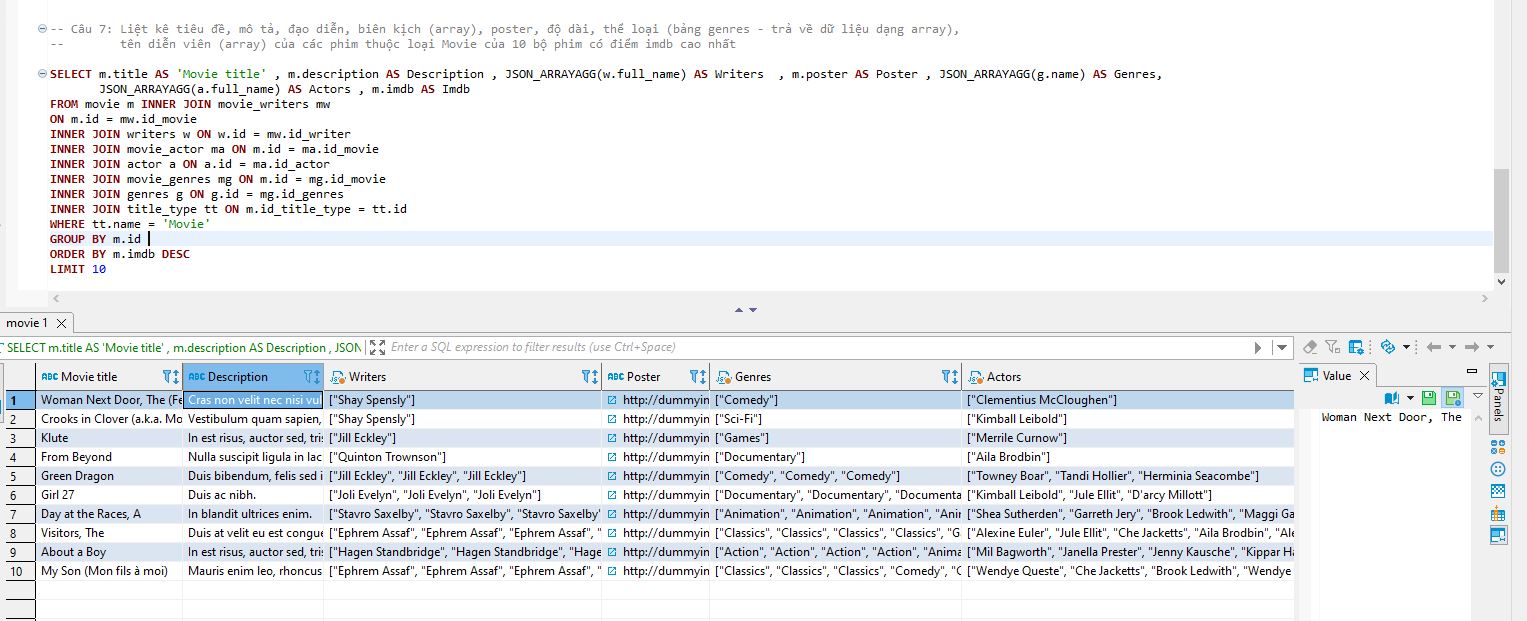 -- Câu 7: Liệt kê tiêu đề, mô tả, đạo diễn, biên kịch (array), poster, độ dài, thể loại (bảng genres - trả về dữ liệu dạng array),
-- tên diễn viên (array) của các phim thuộc loại Movie của 10 bộ phim có điểm imdb cao nhất
SELECT m.title AS 'Movie title' , m.description AS Description , JSON_ARRAYAGG(w.full_name) AS Writers , m.poster AS Poster , JSON_ARRAYAGG(g.name) AS Genres,
JSON_ARRAYAGG(a.full_name) AS Actors , m.imdb AS Imdb
FROM movie m INNER JOIN movie_writers mw
ON m.id = mw.id_movie
INNER JOIN writers w ON w.id = mw.id_writer
INNER JOIN movie_actor ma ON m.id = ma.id_movie
INNER JOIN actor a ON a.id = ma.id_actor
INNER JOIN movie_genres mg ON m.id = mg.id_movie
INNER JOIN genres g ON g.id = mg.id_genres
INNER JOIN title_type tt ON m.id_title_type = tt.id
WHERE tt.name = 'Movie'
GROUP BY m.id
ORDER BY m.imdb DESC
LIMIT 10
movie 1
SELECT m.title AS 'Movie title' , m.description AS Description , JSON Enter a SQL expression to filter results (use Ctrl+Space)
ABC Movie title ABC Description Writers ABC Poster Genres Actors
1 Woman Next Door, The (Fe Cras non velit nec nisi vul ["Shay Spensly"] http://dummyin ["Comedy"] ["Clementius McCloughen"]
2 Crooks in Clover (a.k.a. Mo Vestibulum quam sapien, ["Shay Spensly"] http://dummyin ["Sci-Fi"] ["Kimball Leibold"]
3 Klute In est risus, auctor sed, tris ["Jill Eckley"] http://dummyin ["Games"] ["Merrile Curnow"]
4 From Beyond Nulla suscipit ligula in lac ["Quinton Trownson"] http://dummyin ["Documentary"] ["Aila Brodbin"]
5 Green Dragon Duis bibendum, felis sed i ["Jill Eckley", "Jill Eckley", "Jill Eckley"] http://dummyin ["Comedy", "Comedy", "Comedy"] ["Towney Boar", "Tandi Hollier", "Herminia Seacombe"]
6 Girl 27 Duis ac nibh. ["Joli Evelyn", "Joli Evelyn", "Joli Evelyn"] http://dummyin ["Documentary", "Documentary", "Documenta ["Kimball Leibold", "Jule Ellit", "D'arcy Millott"]
7 Day at the Races, A In blandit ultrices enim. ["Stavro Saxelby", "Stavro Saxelby", "Stavro Saxelby" http://dummyin ["Animation", "Animation", "Animation", "Ani ["Shea Sutherden", "Garreth Jery", "Brook Ledwith", "Maggi Ga
8 Visitors, The Duis at velit eu est congue ["Ephrem Assaf", "Ephrem Assaf", "Ephrem Assaf", " http://dummyin ["Classics", "Classics", "Classics", "Classics", "Ga ["Alexine Euler", "Jule Ellit", "Che Jacketts", "Aila Brodbin", "Ale
9 About a Boy In est risus, auctor sed, tris ["Hagen Standbridge", "Hagen Standbridge", "Hage http://dummyin ["Action", "Action", "Action", "Action", "Anima ["Mil Bagworth", "Janella Prester", "Jenny Kausche", "Kippar Ha
10 My Son (Mon fils à moi) Mauris enim leo, rhoncus ["Ephrem Assaf", "Ephrem Assaf", "Ephrem Assaf", " http://dummyin ["Classics", "Classics", "Classics", "Comedy", "C ["Wendye Queste", "Che Jacketts", "Brook Ledwith", "Wendye
Value
Woman Next Door, The
Panels